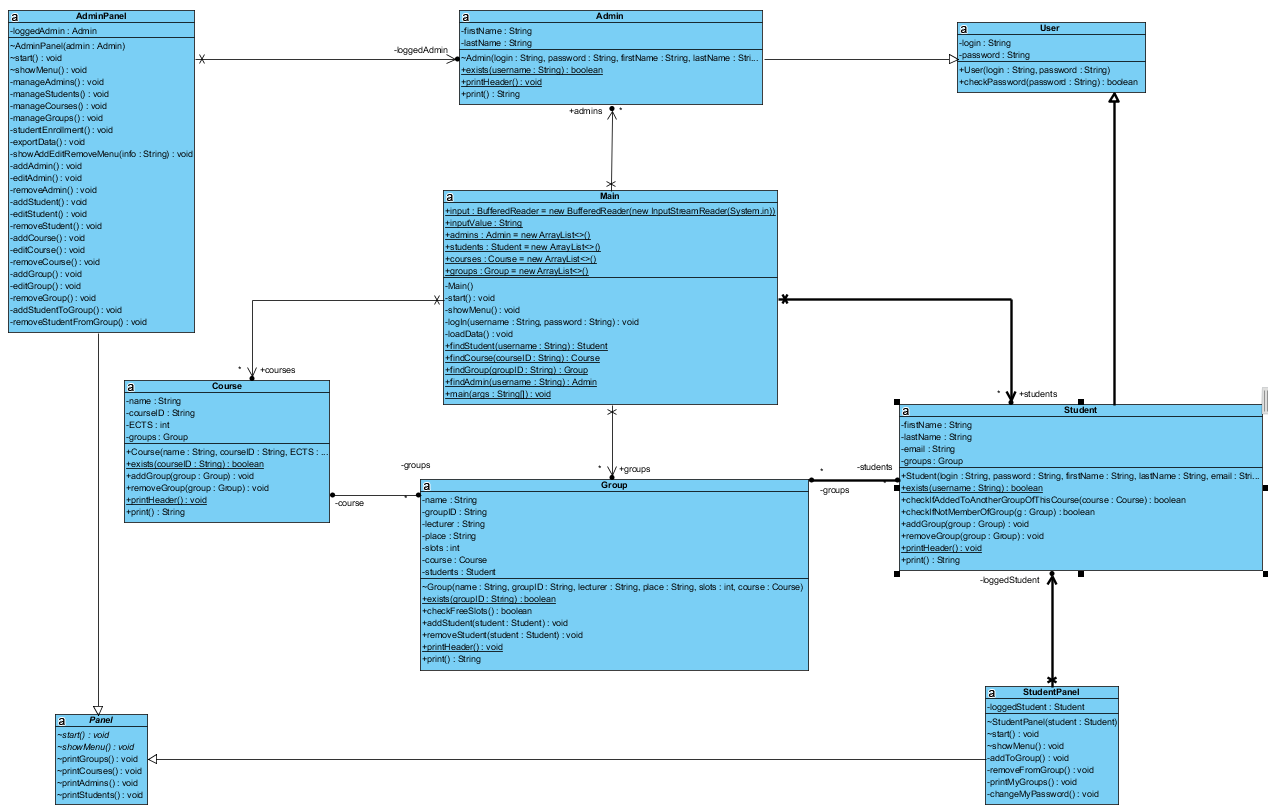 AdminPanel
-loggedAdmin : Admin
~AdminPanel(admin : Admin)
~start() : void
~showMenu() : void
-manageAdmins() : void
-manageStudents() : void
-manageCourses() : void
-manageGroups() : void
-studentEnrollment() : void
-exportData() : void
-showAddEditRemoveMenu(info : String) : void
-addAdmin() : void
-editAdmin() : void
-removeAdmin() : void
-addStudent() : void
-editStudent() : void
-removeStudent() : void
-addCourse() : void
-editCourse() : void
-removeCourse() : void
-addGroup() : void
-editGroup() : void
-removeGroup() : void
-addStudentToGroup() : void
-removeStudentFromGroup() : void
-loggedAdmin
Admin
-firstName : String
-lastName : String
~Admin(login : String, password : String, firstName : String, lastName : Stri...
+exists(username : String) : boolean
+printHeader() : void
+print() : String
User
-login : String
-password : String
+User(login : String, password : String)
+checkPassword(password : String) : boolean
+admins
*
Main
+input : BufferedReader = new BufferedReader(new InputStreamReader(System.in))
+inputValue : String
+admins : Admin = new ArrayList<>()
+students : Student = new ArrayList<>()
+courses : Course = new ArrayList<>()
+groups : Group = new ArrayList<>()
-Main()
-start() : void
-showMenu() : void
-logIn(username : String, password : String) : void
-loadData() : void
+findStudent(username : String) : Student
+findCourse(courseID : String) : Course
+findGroup(groupID : String) : Group
+findAdmin(username : String) : Admin
+main(args : String[]) : void
*
+courses
Course
-name : String
-courseID : String
-ECTS : int
-groups : Group
+Course(name : String, courseID : String, ECTS : ...
+exists(courseID : String) : boolean
+addGroup(group : Group) : void
+removeGroup(group : Group) : void
+printHeader() : void
+print() : String
-groups
*
-course
*
+groups
Group
-name : String
-groupID : String
-lecturer : String
-place : String
-slots : int
-course : Course
-students : Student
~Group(name : String, groupID : String, lecturer : String, place : String, slots : int, course : Course)
+exists(groupID : String) : boolean
+checkFreeSlots() : boolean
+addStudent(student : Student) : void
+removeStudent(student : Student) : void
+printHeader() : void
+print() : String
*
-groups
-students
*
*
+students
Student
-firstName : String
-lastName : String
-email : String
-groups : Group
+Student(login : String, password : String, firstName : String, lastName : String, email : Stri...
+exists(username : String) : boolean
+checkIfAddedToAnotherGroupOfThisCourse(course : Course) : boolean
+checkIfNotMemberOfGroup(g : Group) : boolean
+addGroup(group : Group) : void
+removeGroup(group : Group) : void
+printHeader() : void
+print() : String
-loggedStudent
StudentPanel
-loggedStudent : Student
~StudentPanel(student : Student)
~start() : void
~showMenu() : void
-addToGroup() : void
-removeFromGroup() : void
-printMyGroups() : void
-changeMyPassword() : void
Panel
~start() : void
~showMenu() : void
~printGroups() : void
~printCourses() : void
~printAdmins() : void
~printStudents() : void